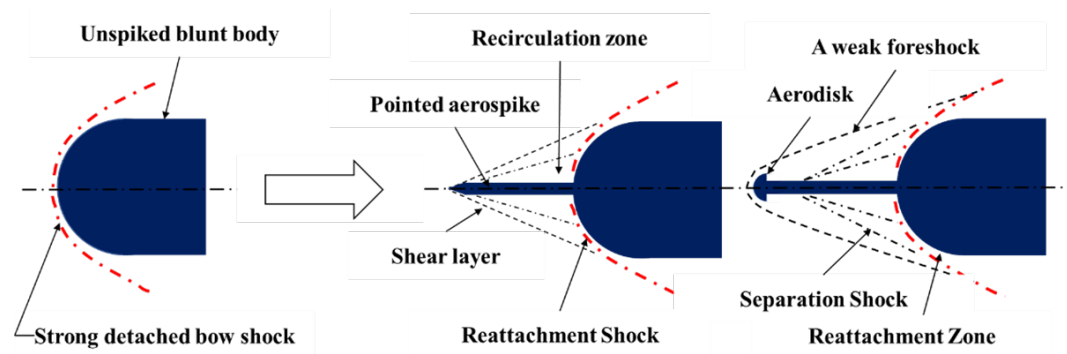 Unspiked blunt body
Strong detached bow shock
Recirculation zone
Pointed aerospike
Shear layer
Reattachment Shock
A weak foreshock
Aerodisk
Separation Shock
Reattachment Zone